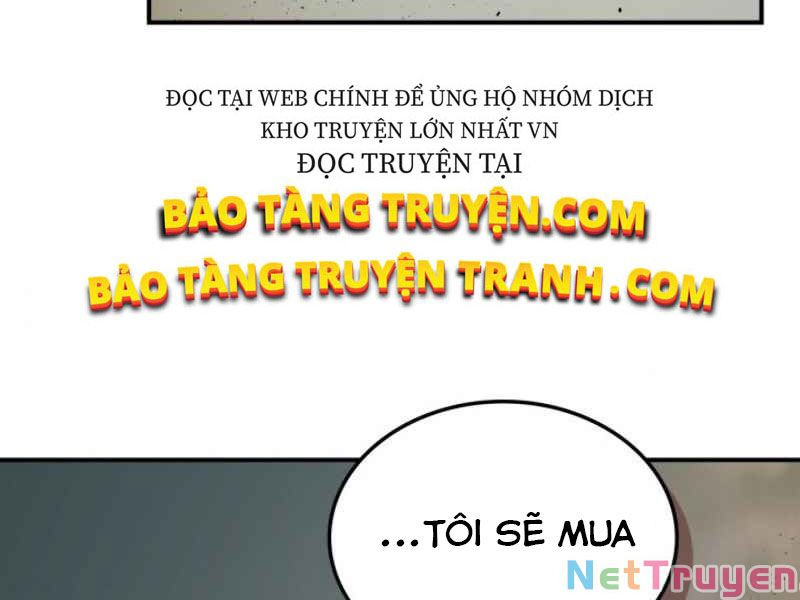 ĐỌC TẠI WEB CHÍNH ĐỂ ỦNG HỘ NHÓM DỊCH
KHO TRUYỆN LỚN NHẤT VN
ĐỌC TRUYỆN TẠI
BẢO TÀNG TRUYỆN.COM
BẢO TÀNG TRUYỆN TRANH.COM
...TÔI SẼ MUA
NetTruyen